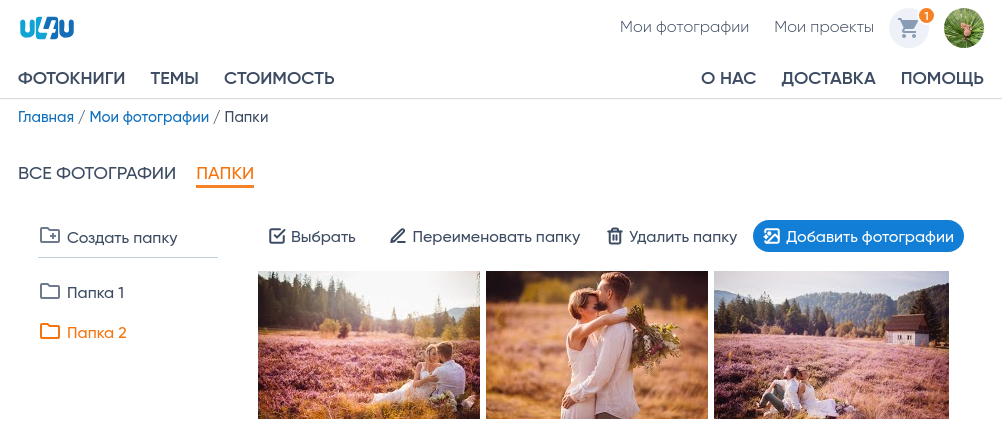 UL4U
Мои фотографии Мои проекты 1
ФОТОКНИГИ ТЕМЫ СТОИМОСТЬ О НАС ДОСТАВКА ПОМОЩЬ
Главная / Мои фотографии / Папки
ВСЕ ФОТОГРАФИИ ПАПКИ
Создать папку Выбрать Переименовать папку Удалить папку Добавить фотографии
Папка 1
Папка 2